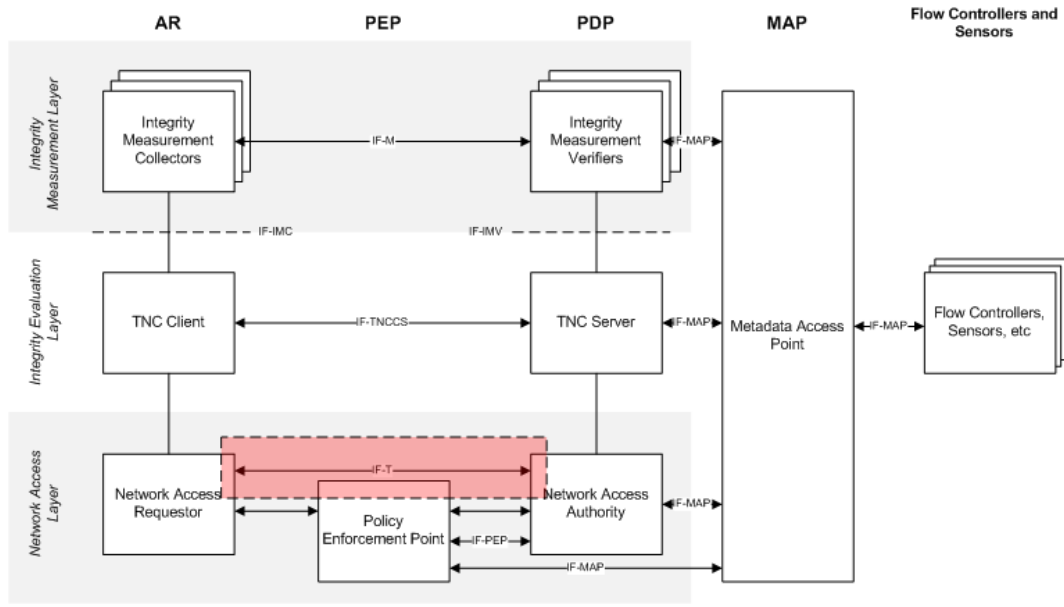 AR
PEP
PDP
MAP
Flow Controllers and
Sensors
Integrity
Measurement Layer
Integrity
Measurement
Collectors
IF-M
Integrity
Measurement
Verifiers
IF-MAP
IF-IMC
IF-IMV
Integrity Evaluation
Layer
TNC Client
IF-TNCCS
TNC Server
IF-MAP
Metadata Access
Point
IF-MAP
Flow Controllers,
Sensors, etc
Network Access
Layer
Network Access
Requestor
IF-T
Policy
Enforcement Point
Network Access
Authority
IF-MAP
IF-PEP
IF-MAP